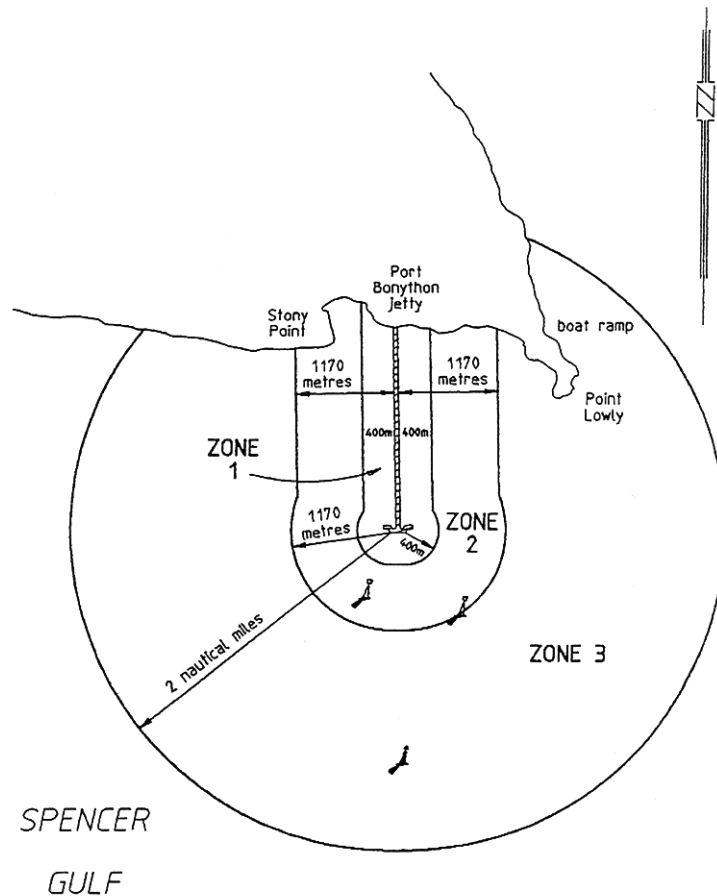 Port
Bonython
jetty
Stony
Point
boat ramp
1170
metres
1170
metres
Point
Lowly
400m
400m
ZONE
1
1170
metres
ZONE
2
400m
2 nautical miles
ZONE 3
SPENCER
GULF